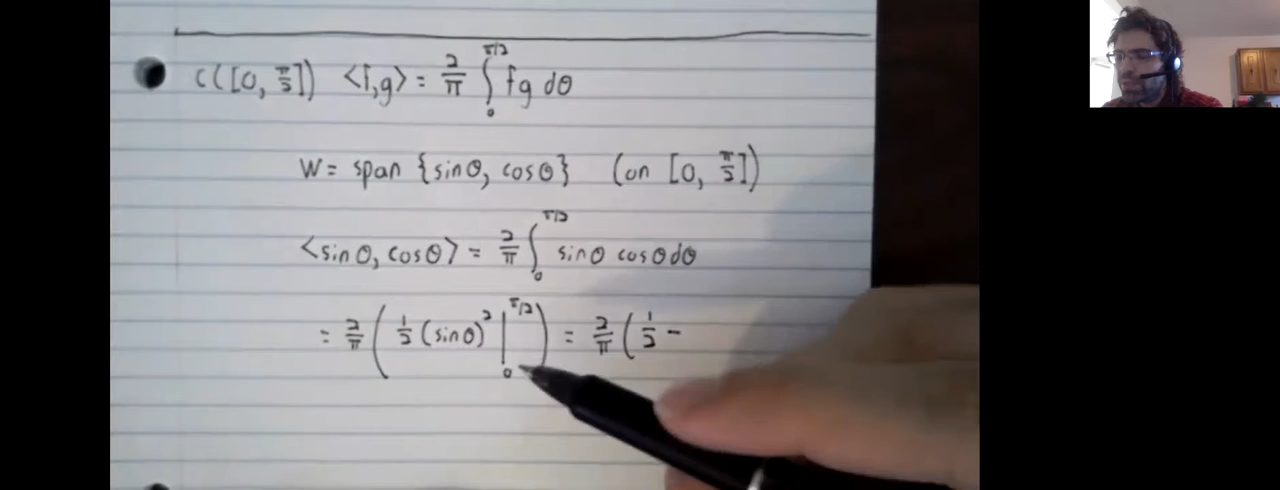 C([0, π/2]) <f,g> = 2/π ∫₀^{π/2} fg dθ
W = span {sinθ, cosθ} (on [0, π/2])
<sinθ, cosθ> = 2/π ∫₀^{π/2} sinθ cosθ dθ
= 2/π ( 1/2 (sinθ)² |₀^{π/2} ) = 2/π ( 1/2 -